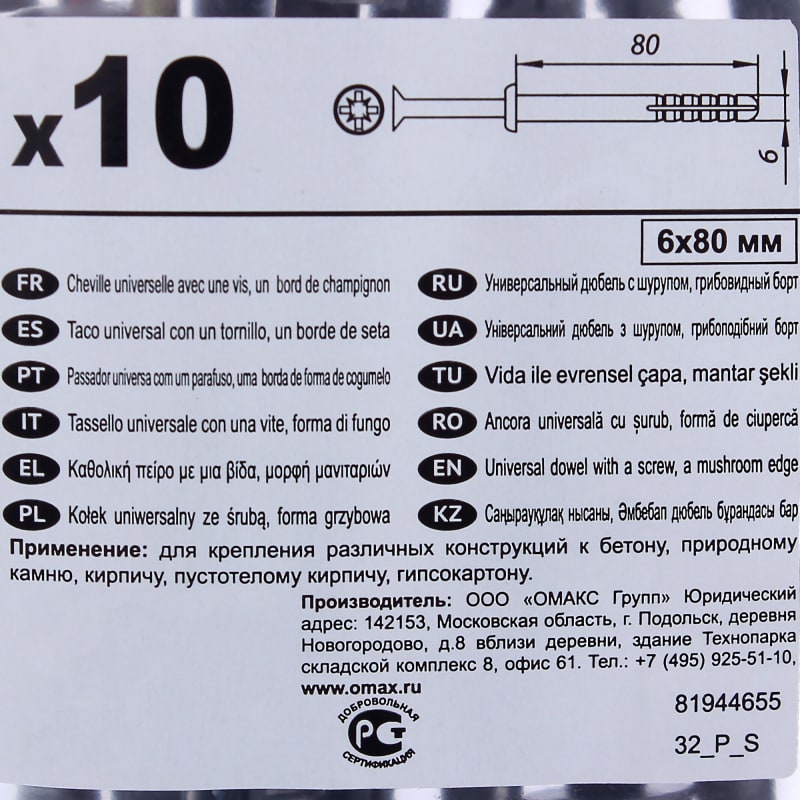 x10
80
6
6x80 мм
FR Cheville universelle avec une vis, un bord de champignon
ES Taco universal con un tornillo, un borde de seta
PT Passador universa com um parafuso, uma borda de forma de cogumelo
IT Tassello universale con una vite, forma di fungo
EL Καθολική πείρο με μια βίδα, μορφή μανιταριών
PL Kołek uniwersalny ze śrubą, forma grzybowa
RU Универсальный дюбель с шурупом, грибовидный борт
UA Універсальний дюбель з шурупом, грибоподібний борт
TU Vida ile evrensel çapa, mantar şekli
RO Ancora universală cu șurub, formă de ciupercă
EN Universal dowel with a screw, a mushroom edge
KZ Саңырауқұлақ нысаны, Әмбебап дюбель бұрандасы бар
Применение: для крепления различных конструкций к бетону, природному
камню, кирпичу, пустотелому кирпичу, гипсокартону.
Производитель: ООО «ОМАКС Групп» Юридический
адрес: 142153, Московская область, г. Подольск, деревня
Новогородово, д.8 вблизи деревни, здание Технопарка
складской комплекс 8, офис 61. Тел.: +7 (495) 925-51-10,
www.omax.ru
ДОБРОВОЛЬНАЯ
РСТ
СЕРТИФИКАЦИЯ
81944655
32_P_S